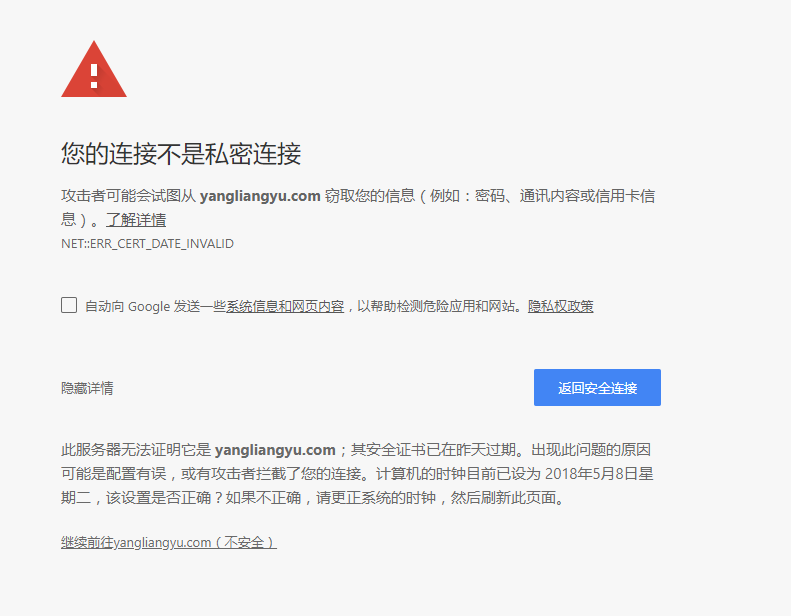 您的连接不是私密连接
攻击者可能会试图从 yangliangyu.com 窃取您的信息（例如：密码、通讯内容或信用卡信
息）。了解详情
NET::ERR_CERT_DATE_INVALID
自动向 Google 发送一些系统信息和网页内容，以帮助检测危险应用和网站。隐私权政策
隐藏详情
返回安全连接
此服务器无法证明它是 yangliangyu.com；其安全证书已在昨天过期。出现此问题的原因
可能是配置有误，或有攻击者拦截了您的连接。计算机的时钟目前已设为 2018年5月8日星
期二，该设置是否正确？如果不正确，请更正系统的时钟，然后刷新此页面。
继续前往yangliangyu.com（不安全）